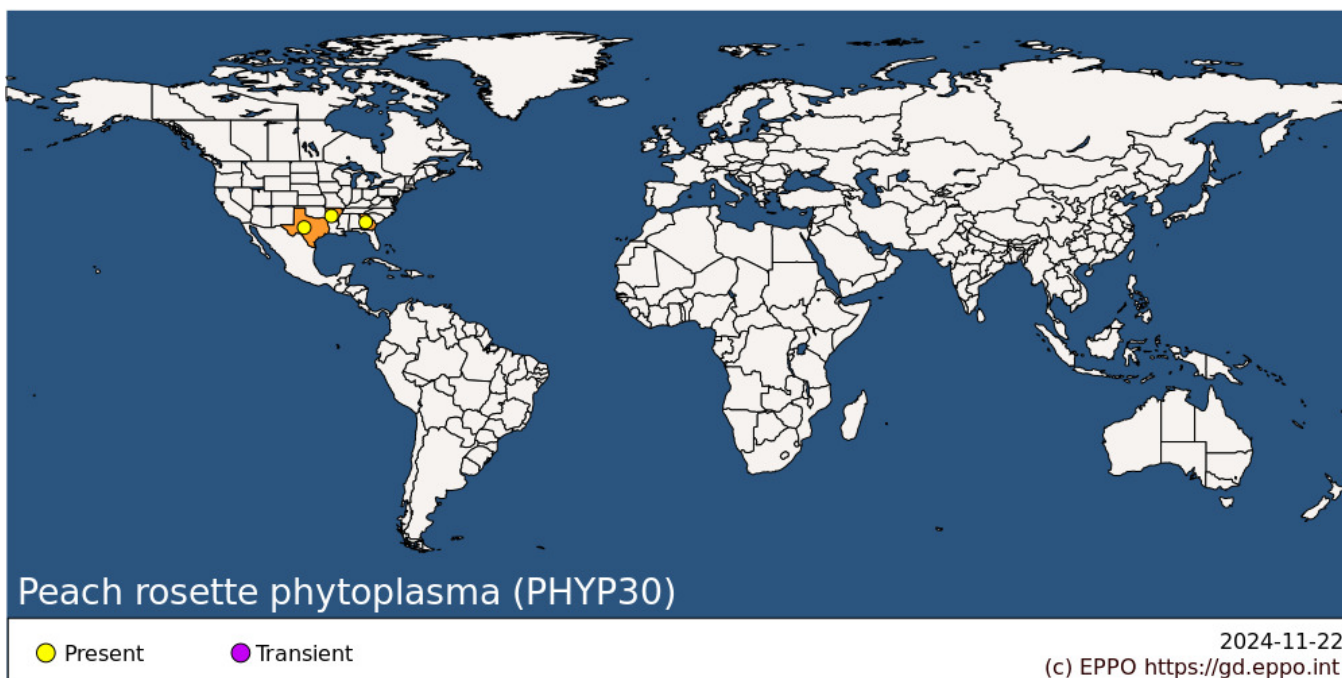 Peach rosette phytoplasma (PHYP30)
Present
Transient
2024-11-22
(c) EPPO https://gd.eppo.int